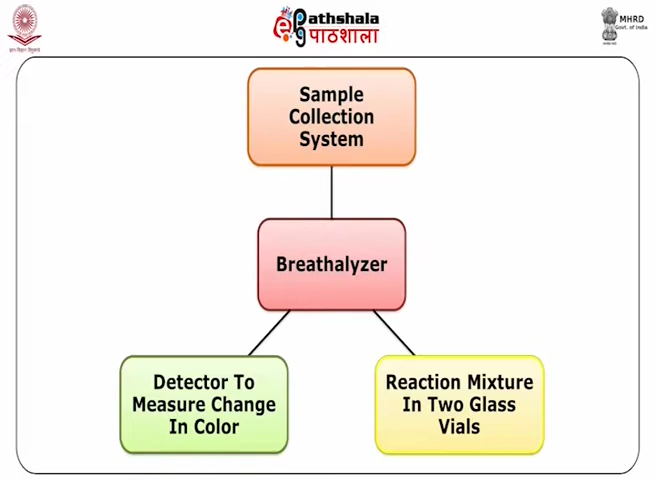 Pathshala
पाठशाला
MHRD
Govt. of India
Sample
Collection
System
Breathalyzer
Detector To
Measure Change
In Color
Reaction Mixture
In Two Glass
Vials